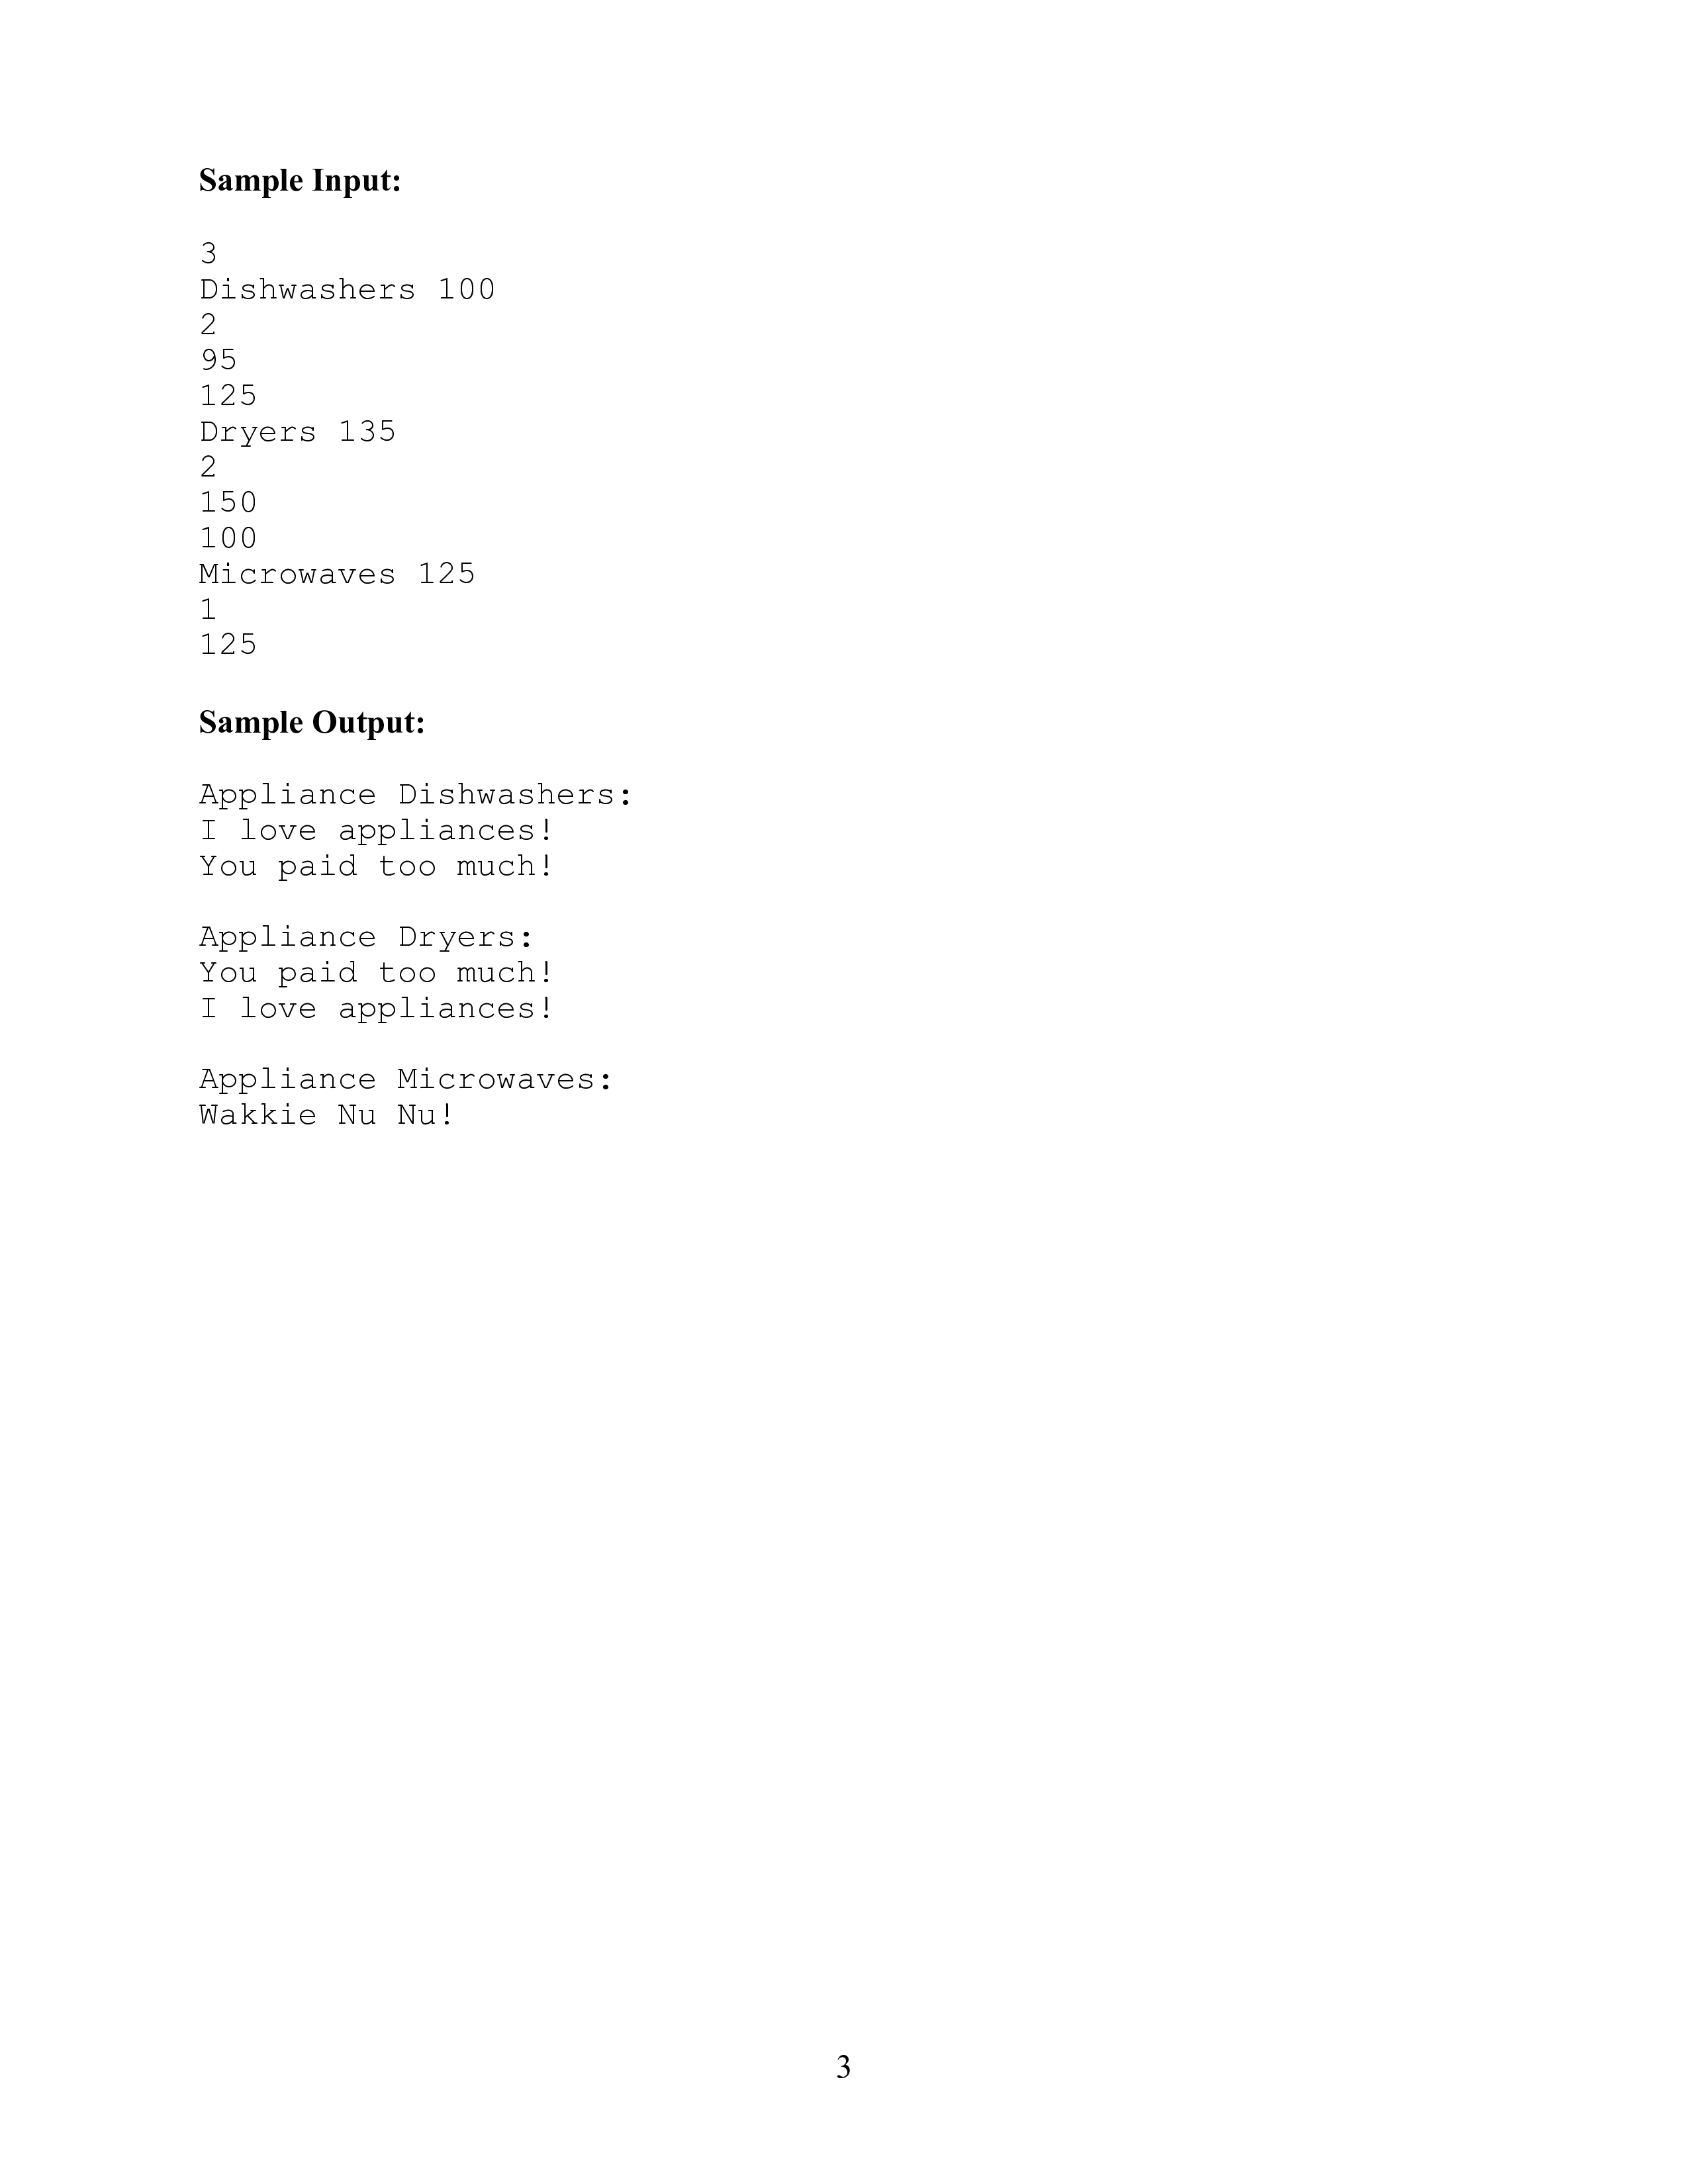 Sample Input:
3
Dishwashers 100
2
95
125
Dryers 135
2
150
100
Microwaves 125
1
125
Sample Output:
Appliance Dishwashers:
I love appliances!
You paid too much!
Appliance Dryers:
You paid too much!
I love appliances!
Appliance Microwaves:
Wakkie Nu Nu!
3